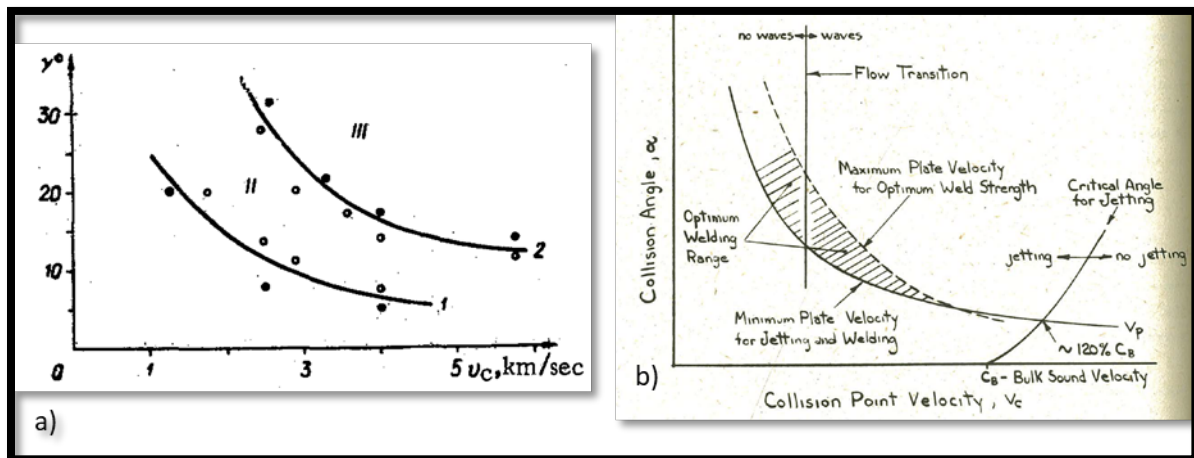 γ°
30
20
10
0
1
3
5 υc, km/sec
III
II
2
1
a)
no waves waves
Flow Transition
Maximum Plate Velocity
for Optimum Weld Strength
Critical Angle
for Jetting
Optimum
Welding
Range
jetting no jetting
Minimum Plate Velocity
for Jetting and Welding
Vp
~ 120% CB
CB - Bulk Sound Velocity
Collision Angle, α
Collision Point Velocity, Vc
b)